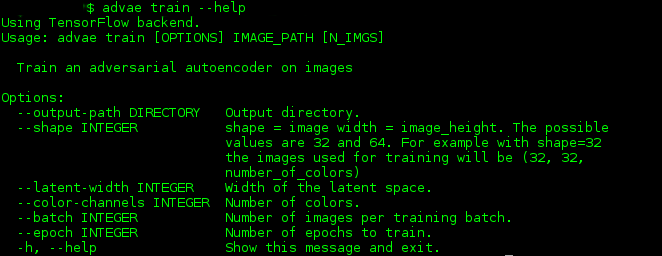 $ advae train --help
Using TensorFlow backend.
Usage: advae train [OPTIONS] IMAGE_PATH [N_IMGS]
Train an adversarial autoencoder on images
Options:
--output-path DIRECTORY Output directory.
--shape INTEGER shape = image width = image_height. The possible
values are 32 and 64. For example with shape=32
the images used for training will be (32, 32,
number_of_colors)
--latent-width INTEGER Width of the latent space.
--color-channels INTEGER Number of colors.
--batch INTEGER Number of images per training batch.
--epoch INTEGER Number of epochs to train.
-h, --help Show this message and exit.